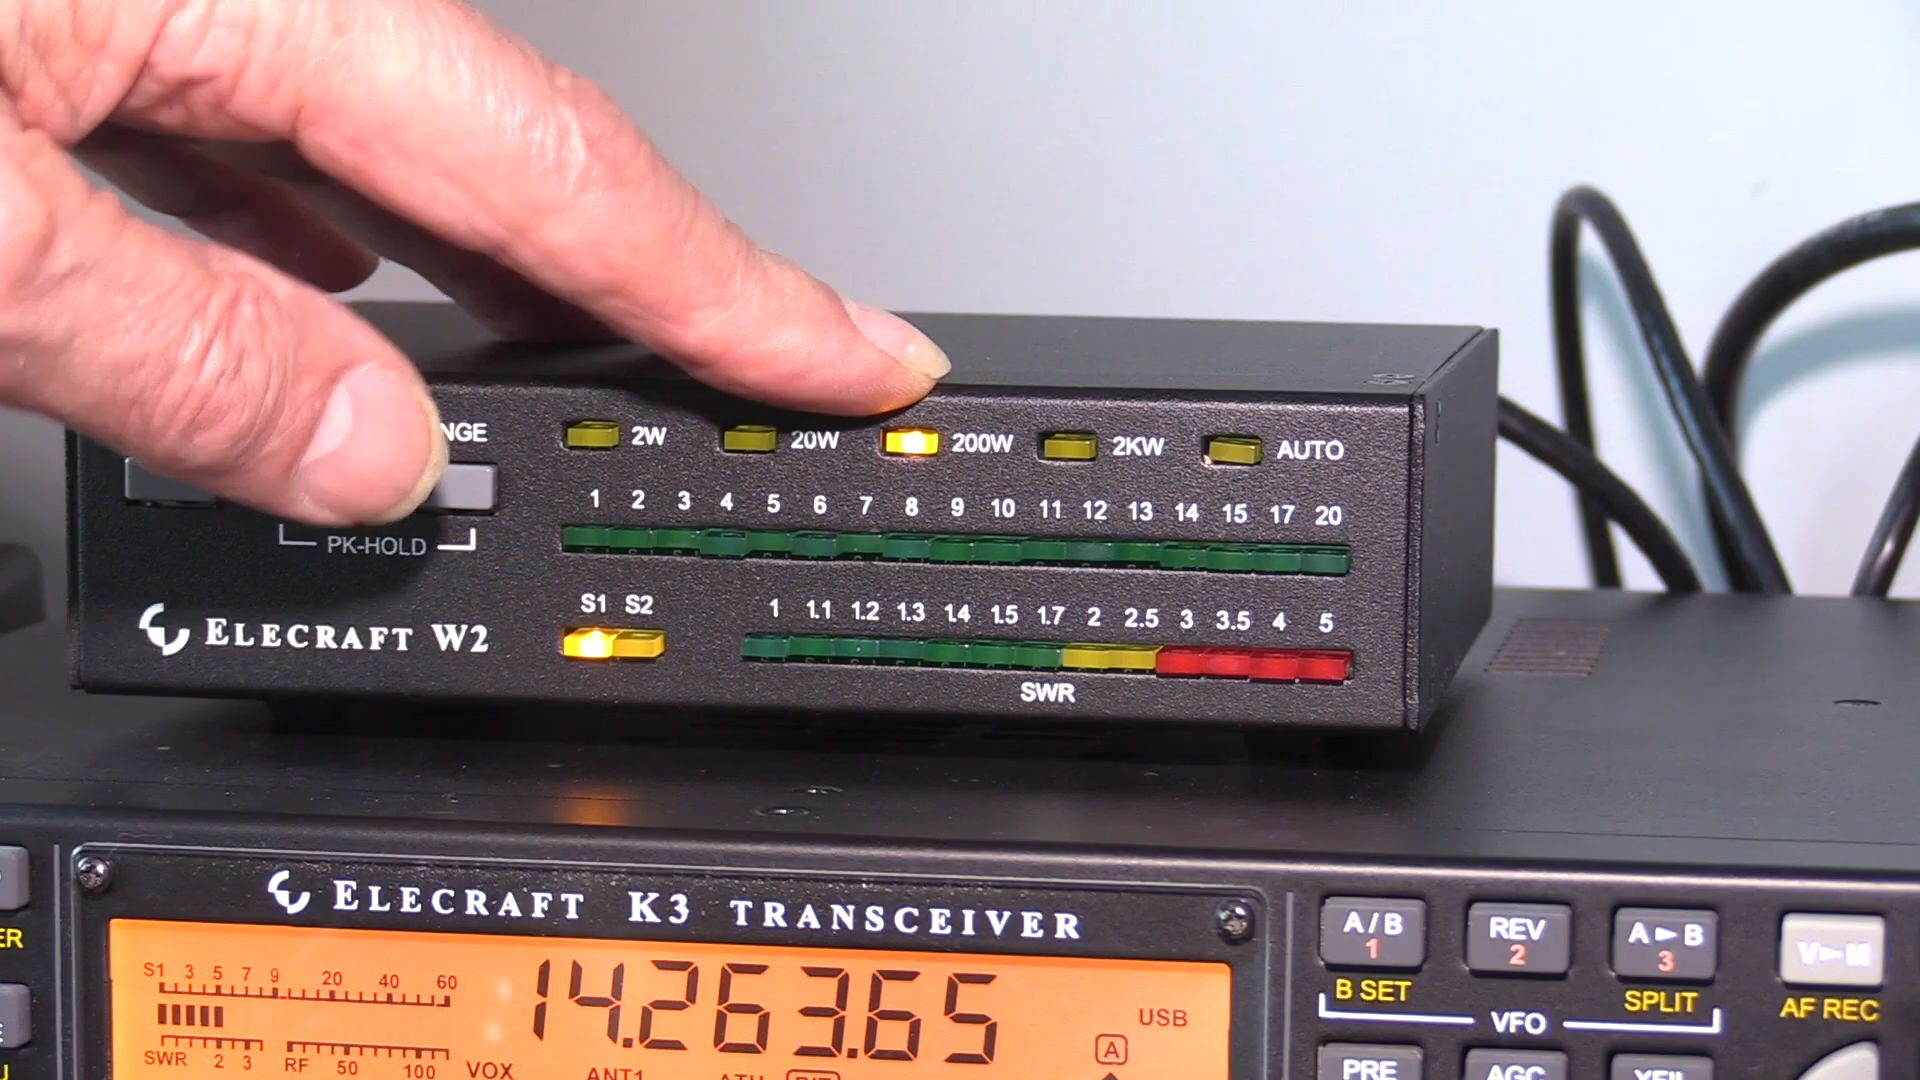 NGE 2W 20W 200W 2KW AUTO
1 2 3 4 5 6 7 8 9 10 11 12 13 14 15 17 20
PK-HOLD
S1 S2 1 1.1 1.2 1.3 1.4 1.5 1.7 2 2.5 3 3.5 4 5
ELECRAFT W2
SWR
ELECRAFT K3 TRANSCEIVER
S1 3 5 7 9 20 40 60
14.263.65
USB
A
SWR 2 3 RF 50 100 VOX
ANT1
A/B REV A►B V►M
1 2 3
B SET SPLIT AF REC
VFO
PRE AGC XFIL
ER